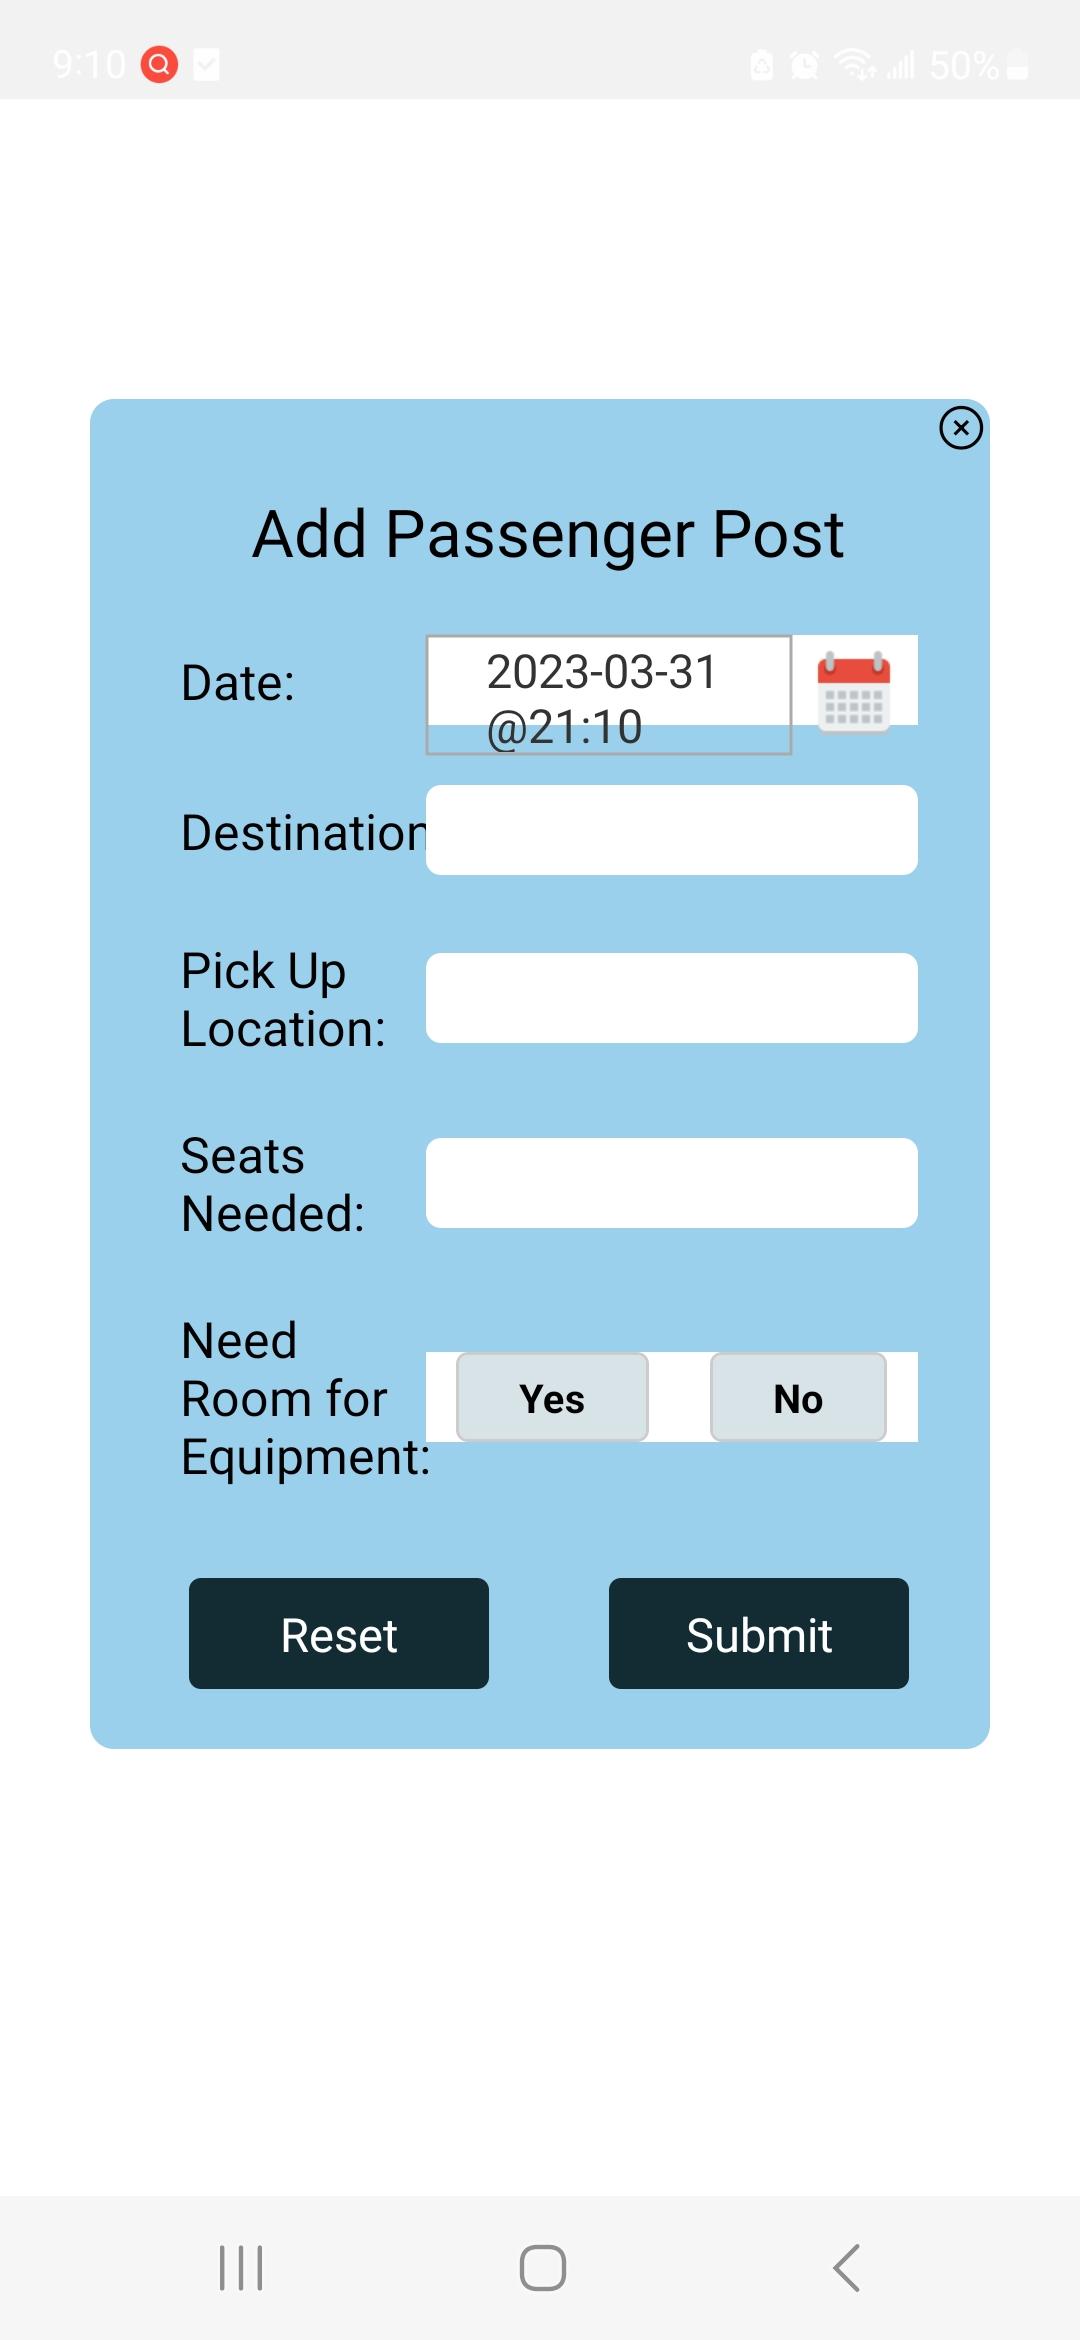 9:10 50%
Add Passenger Post
Date: 2023-03-31
@21:10
Destination
Pick Up
Location:
Seats
Needed:
Need
Room for
Equipment:
Yes No
Reset Submit